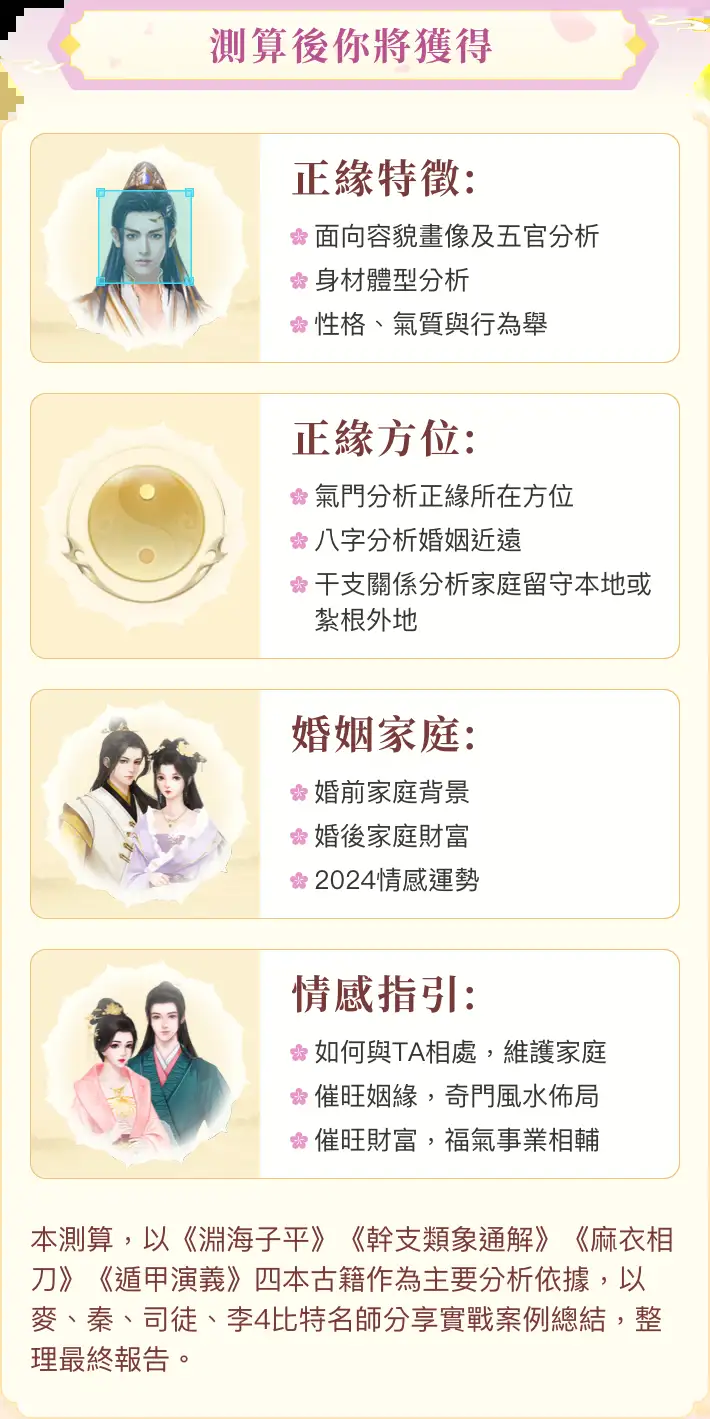 測算後你將獲得
正緣特徵:
面向容貌畫像及五官分析
身材體型分析
性格、氣質與行為舉
正緣方位:
氣門分析正緣所在方位
八字分析婚姻近遠
干支關係分析家庭留守本地或
紮根外地
婚姻家庭:
婚前家庭背景
婚後家庭財富
2024情感運勢
情感指引:
如何與TA相處，維護家庭
催旺姻緣，奇門風水佈局
催旺財富，福氣事業相輔
本測算，以《淵海子平》《幹支類象通解》《麻衣相
刀》《遁甲演義》四本古籍作為主要分析依據，以
麥、秦、司徒、李4比特名師分享實戰案例總結，整
理最終報告。